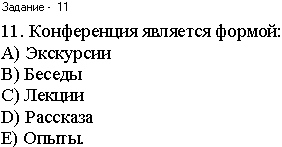 Задание - 11
11. Конференция является формой:
A) Экскурсии
B) Беседы
C) Лекции
D) Рассказа
E) Опыты.